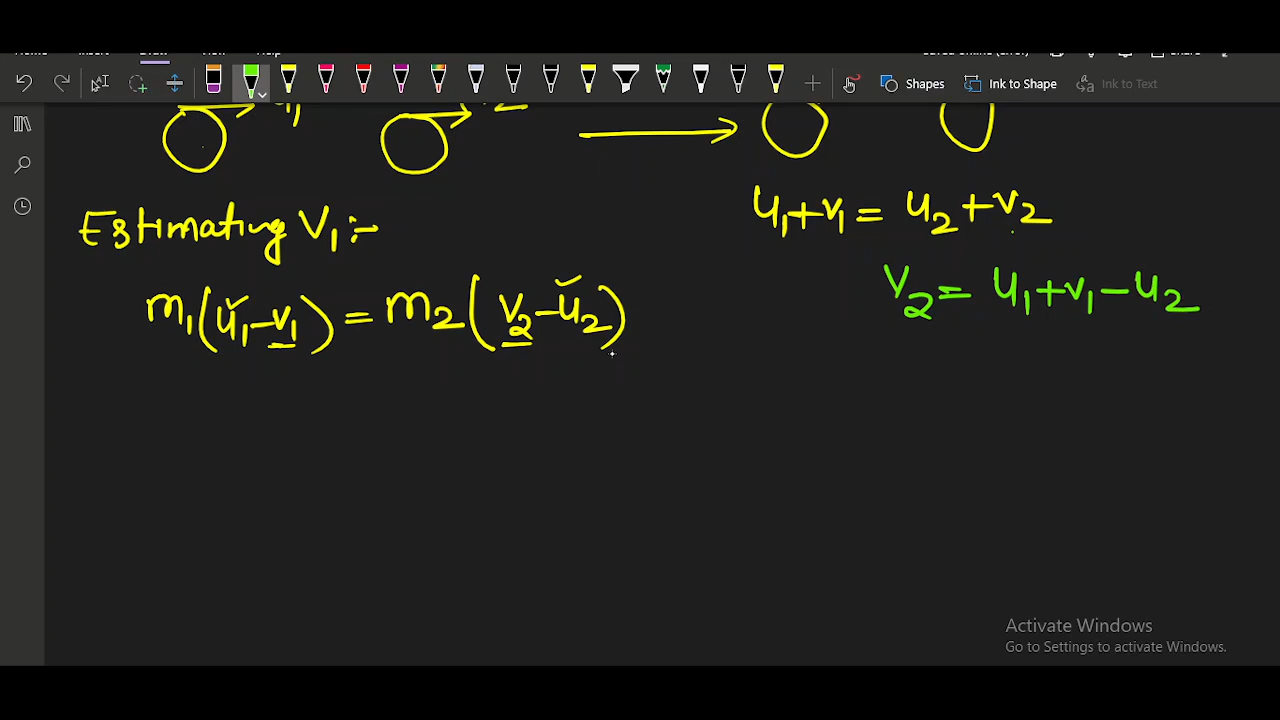 Shapes Ink to Shape Ink to Text
Estimating V₁ :-
u₁+v₁ = u₂+v₂
m₁(u₁-v₁) = m₂(v₂-u₂)
V₂ = u₁+v₁-u₂
Activate Windows
Go to Settings to activate Windows.